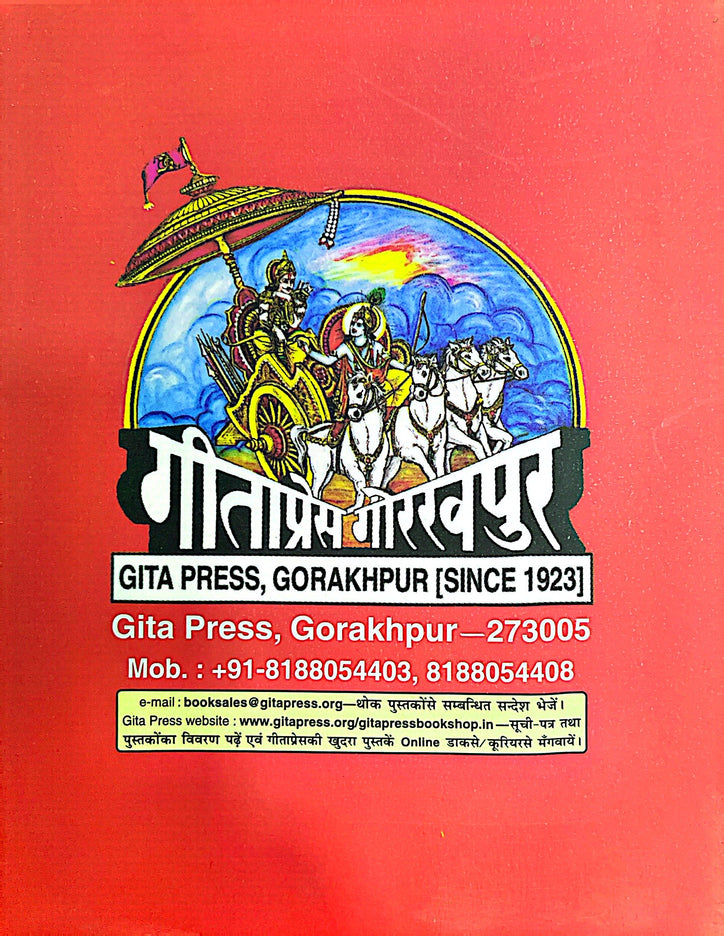 गीताप्रेस गोरखपुर
GITA PRESS, GORAKHPUR [SINCE 1923]
Gita Press, Gorakhpur—273005
Mob. : +91-8188054403, 8188054408
e-mail : booksales@gitapress.org—थोक पुस्तकोंसे सम्बन्धित सन्देश भेजें।
Gita Press website : www.gitapress.org/gitapressbookshop.in—सूची-पत्र तथा
पुस्तकोंका विवरण पढ़ें एवं गीताप्रेसकी खुदरा पुस्तकें Online डाकसे/कूरियरसे मँगवायें।